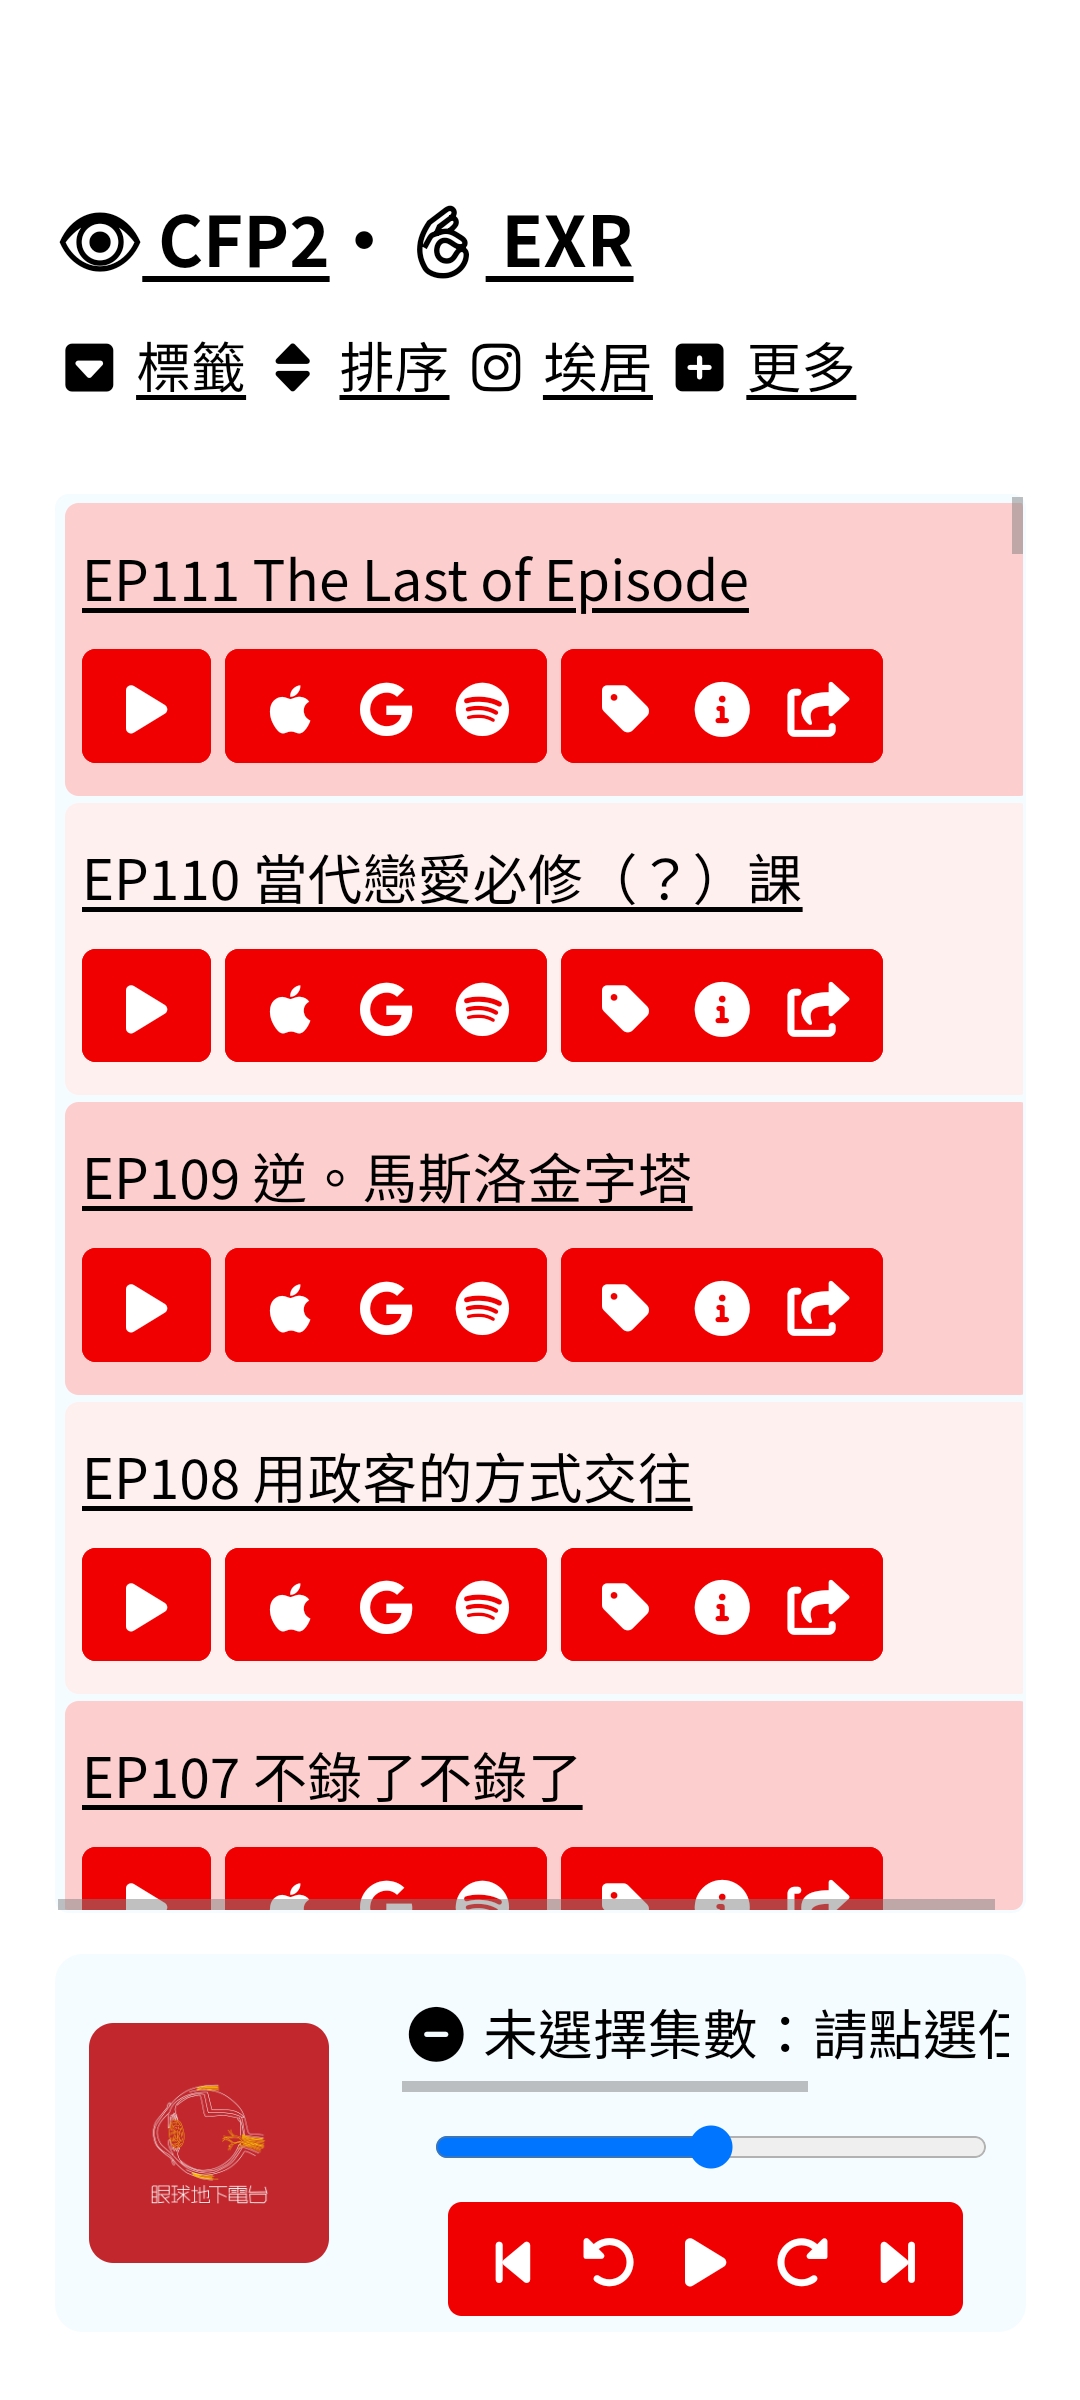 CFP2・ EXR
標籤 排序 埃居 更多
EP111 The Last of Episode
EP110 當代戀愛必修（？）課
EP109 逆。馬斯洛金字塔
EP108 用政客的方式交往
EP107 不錄了不錄了
未選擇集數：請點選任
眼球地下電台